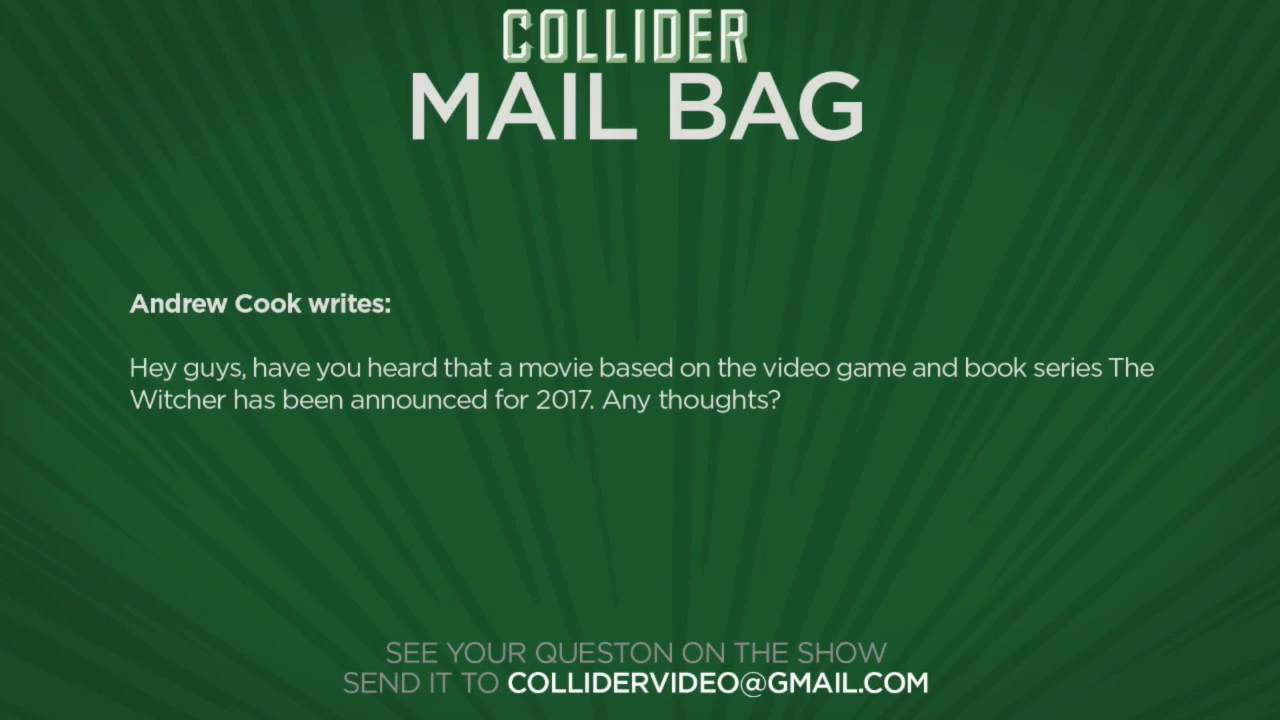 COLLIDER
MAIL BAG
Andrew Cook writes:
Hey guys, have you heard that a movie based on the video game and book series The
Witcher has been announced for 2017. Any thoughts?
SEE YOUR QUESTON ON THE SHOW
SEND IT TO COLLIDERVIDEO@GMAIL.COM